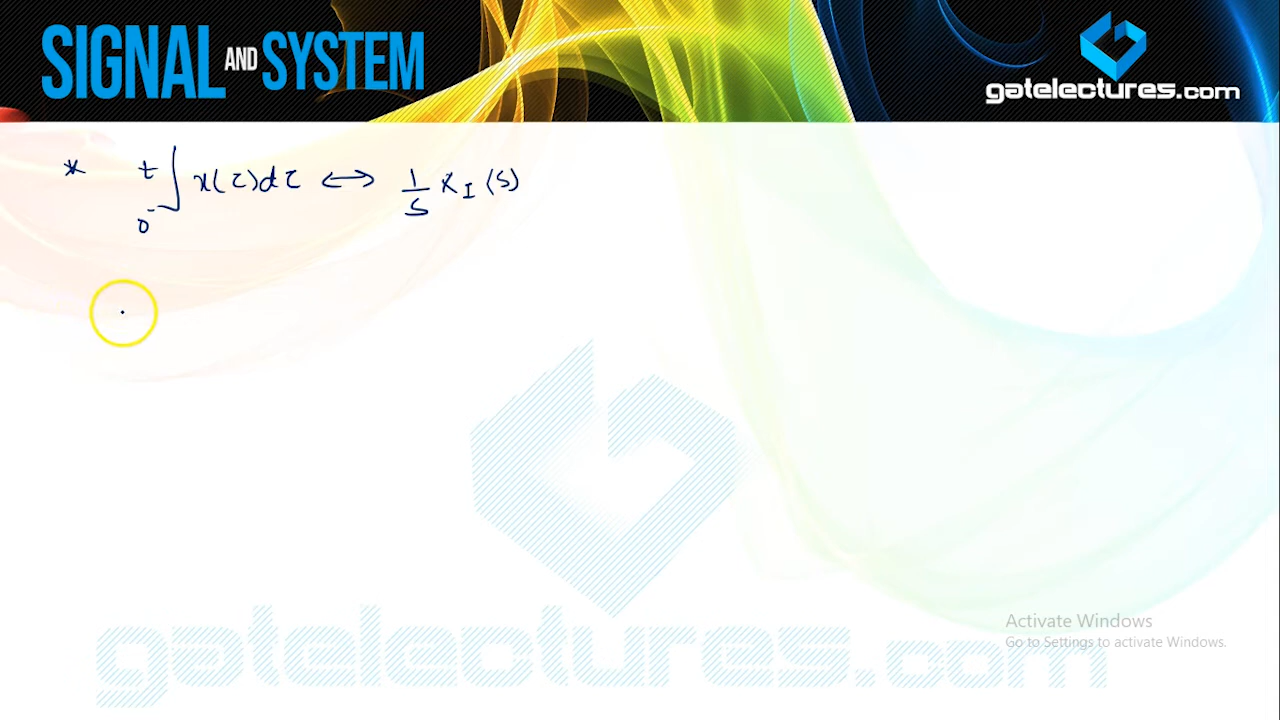 SIGNAL AND SYSTEM
gatelectures.com
* ∫₀₋ᵗ x(τ)dτ ↔ 1/s X_I(s)
gatelectures.com
Activate Windows
Go to Settings to activate Windows.